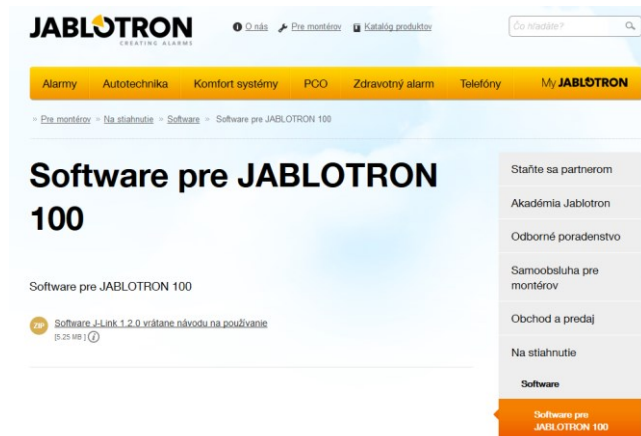 JABLOTRON
CREATING ALARMS
O nás Pre montérov Katalóg produktov
Čo hľadáte?
Alarmy Autotechnika Komfort systémy PCO Zdravotný alarm Telefóny My JABLOTRON
» Pre montérov » Na stiahnutie » Software » Software pre JABLOTRON 100
Software pre JABLOTRON
100
Software pre JABLOTRON 100
ZIP Software J-Link 1.2.0 vrátane návodu na používanie
[5.25 MB] i
Staňte sa partnerom
Akadémia Jablotron
Odborné poradenstvo
Samoobsluha pre
montérov
Obchod a predaj
Na stiahnutie
Software
Software pre
JABLOTRON 100